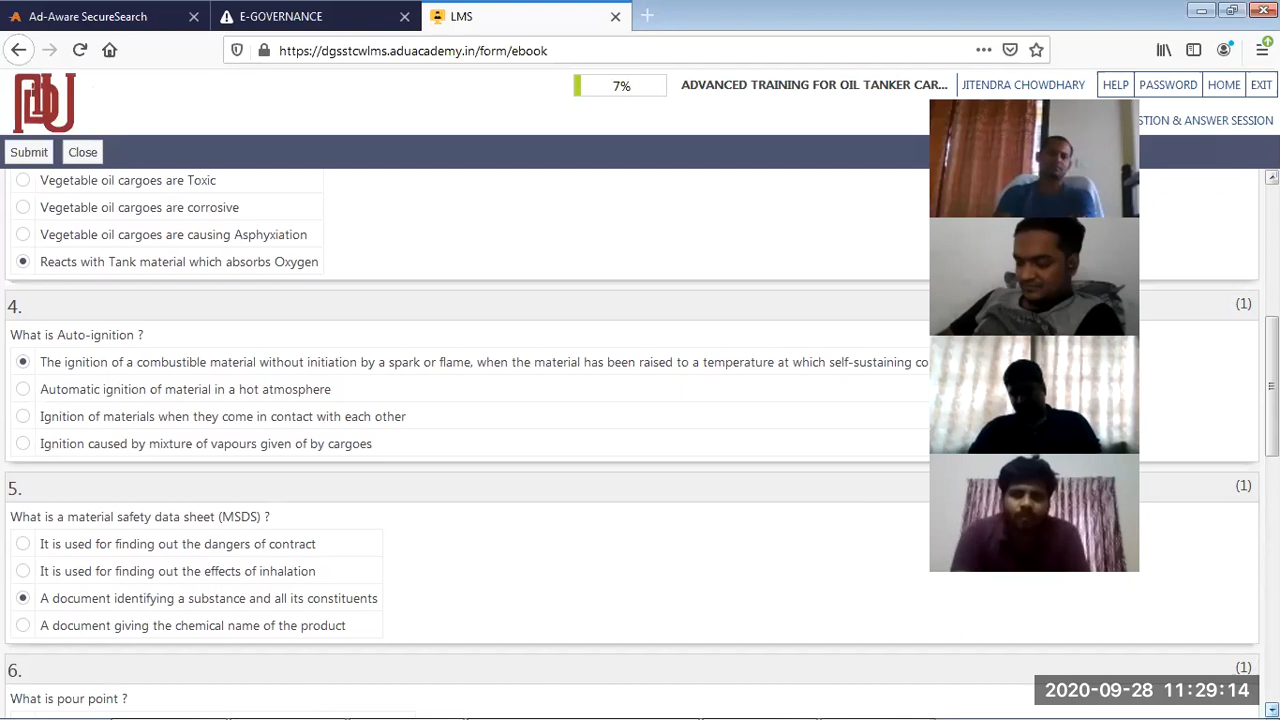 Ad-Aware SecureSearch
E-GOVERNANCE
LMS
https://dgsstcwlms.aduacademy.in/form/ebook
7%
ADVANCED TRAINING FOR OIL TANKER CAR...
JITENDRA CHOWDHARY
HELP
PASSWORD
HOME
EXIT
STION & ANSWER SESSION
Submit
Close
Vegetable oil cargoes are Toxic
Vegetable oil cargoes are corrosive
Vegetable oil cargoes are causing Asphyxiation
Reacts with Tank material which absorbs Oxygen
4.
(1)
What is Auto-ignition ?
The ignition of a combustible material without initiation by a spark or flame, when the material has been raised to a temperature at which self-sustaining co
Automatic ignition of material in a hot atmosphere
Ignition of materials when they come in contact with each other
Ignition caused by mixture of vapours given of by cargoes
5.
(1)
What is a material safety data sheet (MSDS) ?
It is used for finding out the dangers of contract
It is used for finding out the effects of inhalation
A document identifying a substance and all its constituents
A document giving the chemical name of the product
6.
(1)
What is pour point ?
2020-09-28 11:29:14